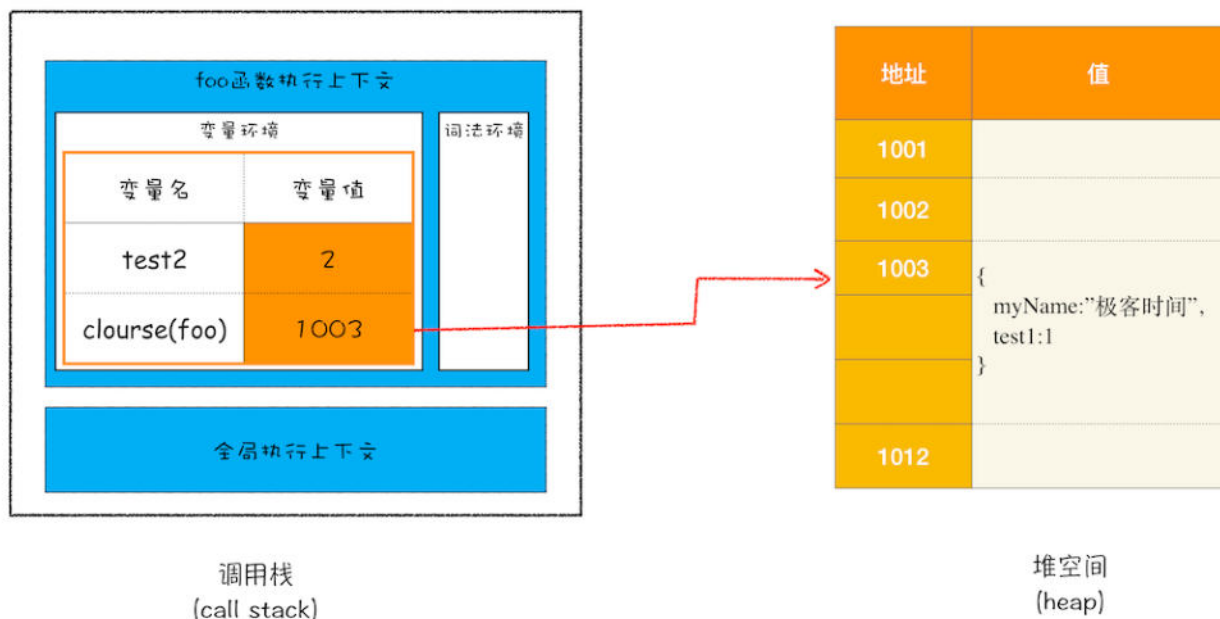 foo函数执行上下文
变量环境
词法环境
变量名 变量值
test2 2
clourse(foo) 1003
全局执行上下文
调用栈
(call stack)
地址 值
1001
1002
1003
{
myName:”极客时间”,
test1:1
}
1012
堆空间
(heap)